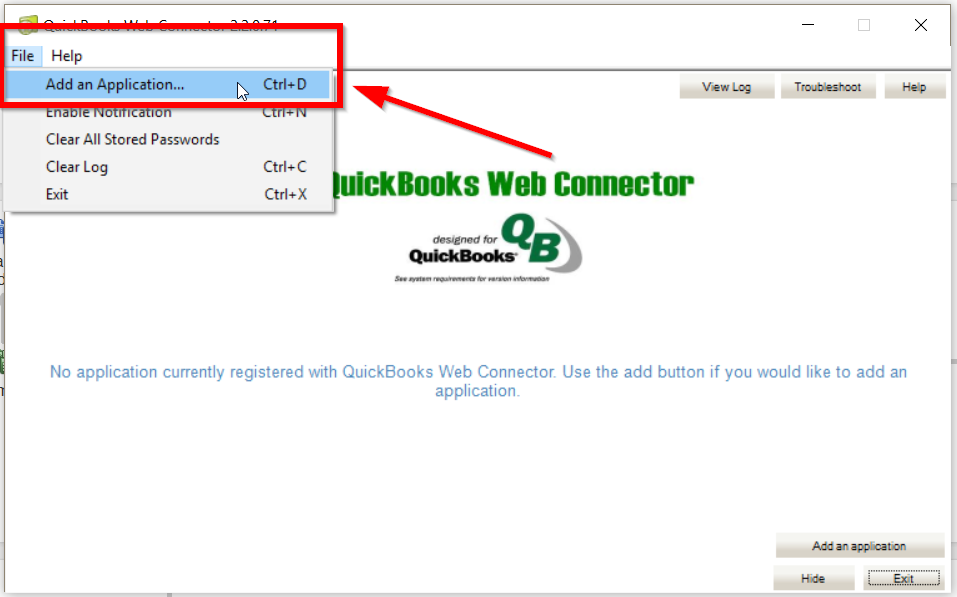 QuickBooks Web Connector 2.2.0.71
File Help
Add an Application... Ctrl+D
Enable Notification Ctrl+N
Clear All Stored Passwords
Clear Log Ctrl+C
Exit Ctrl+X
View Log Troubleshoot Help
QuickBooks Web Connector
designed for
QuickBooks
QB
See system requirements for version information
No application currently registered with QuickBooks Web Connector. Use the add button if you would like to add an
application.
Add an application
Hide Exit